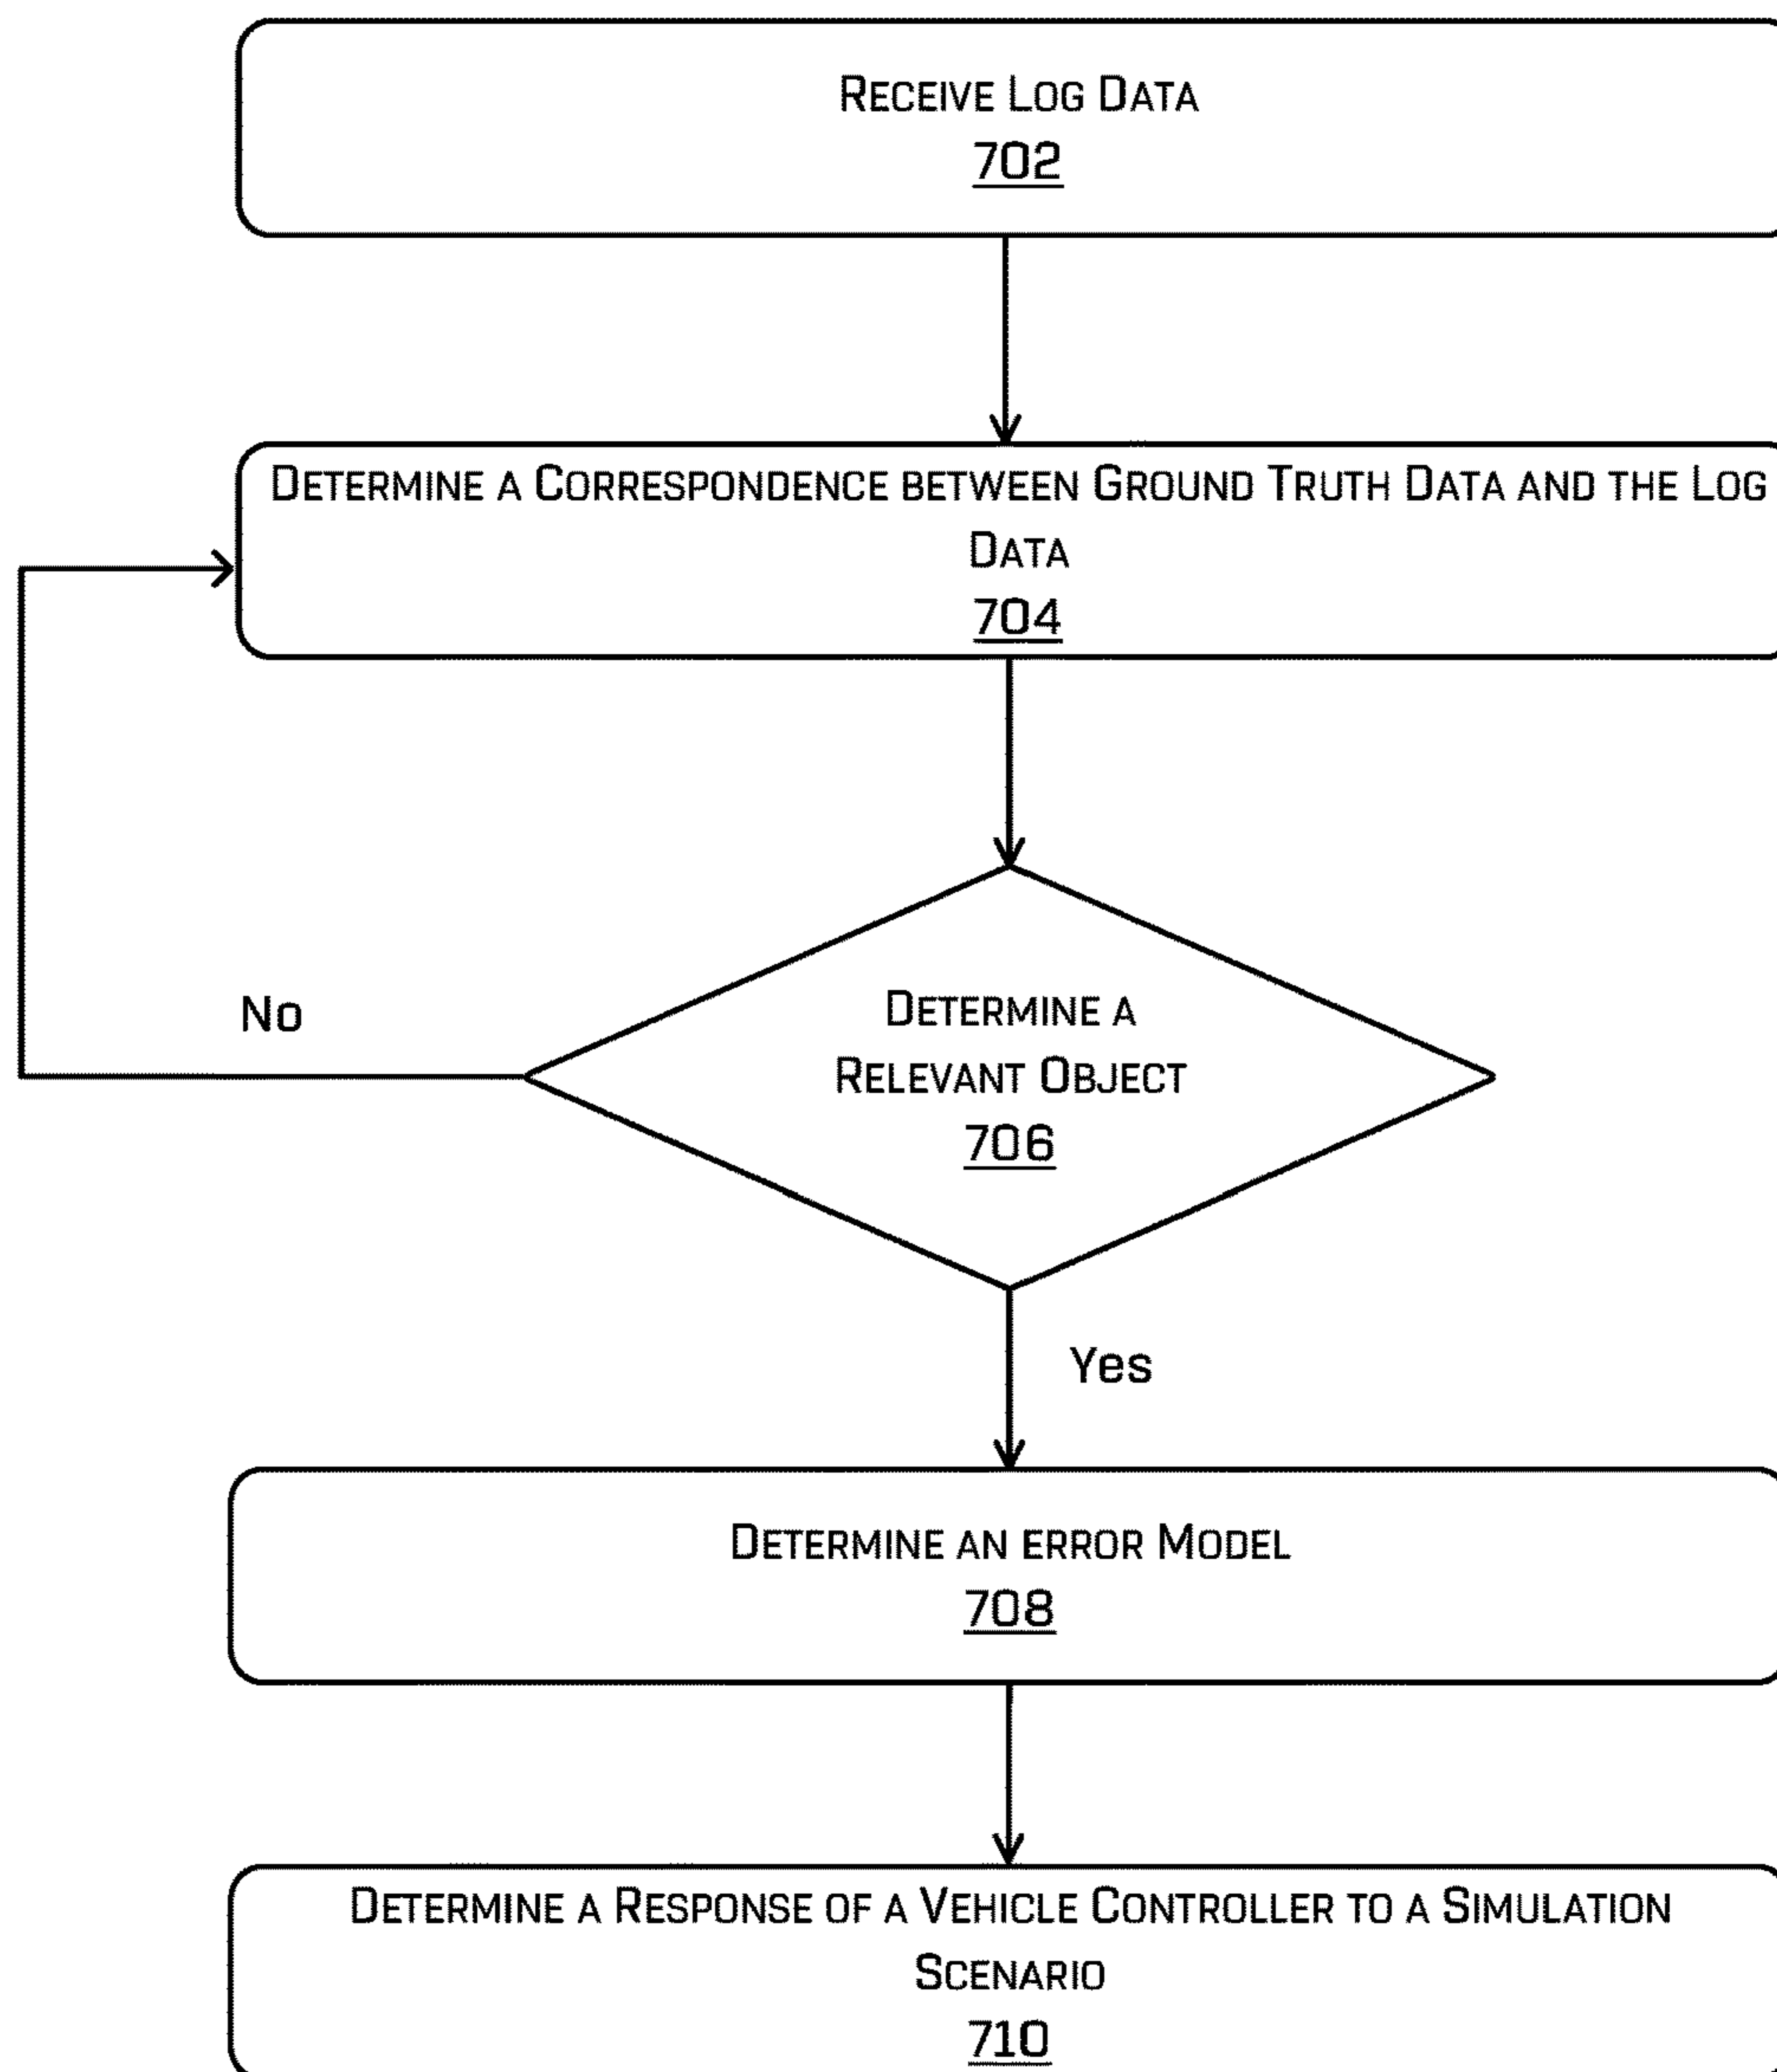 Receive Log Data
702
Determine a Correspondence between Ground Truth Data and the Log
Data
704
Determine a
Relevant Object
706
No
Yes
Determine an error Model
708
Determine a Response of a Vehicle Controller to a Simulation
Scenario
710